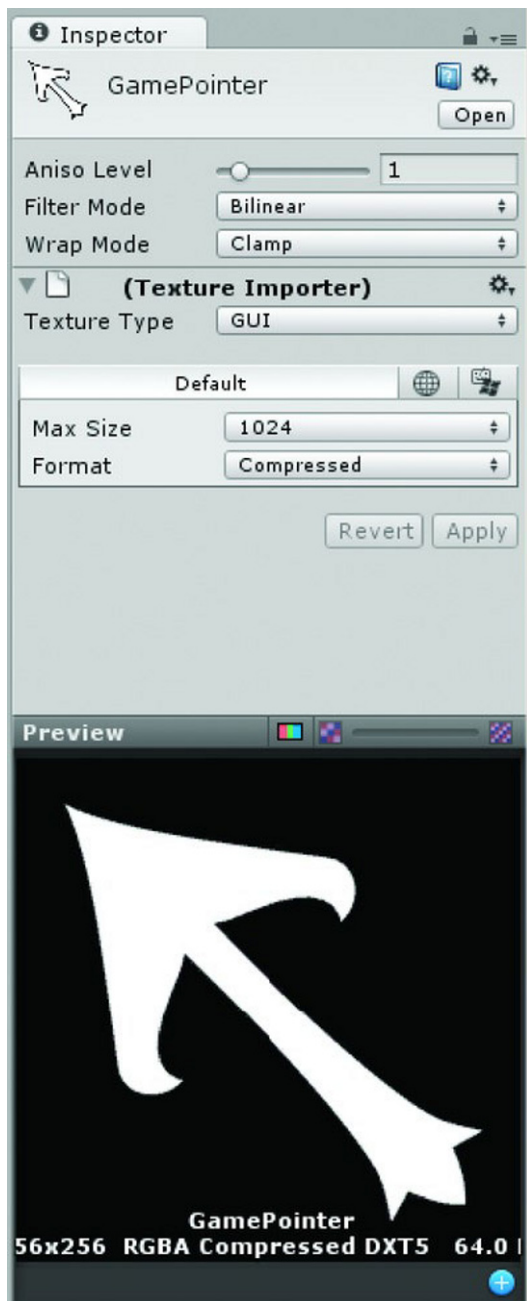 Inspector
GamePointer
Open
Aniso Level 1
Filter Mode Bilinear
Wrap Mode Clamp
(Texture Importer)
Texture Type GUI
Default
Max Size 1024
Format Compressed
Revert Apply
Preview
GamePointer
56x256 RGBA Compressed DXT5 64.0